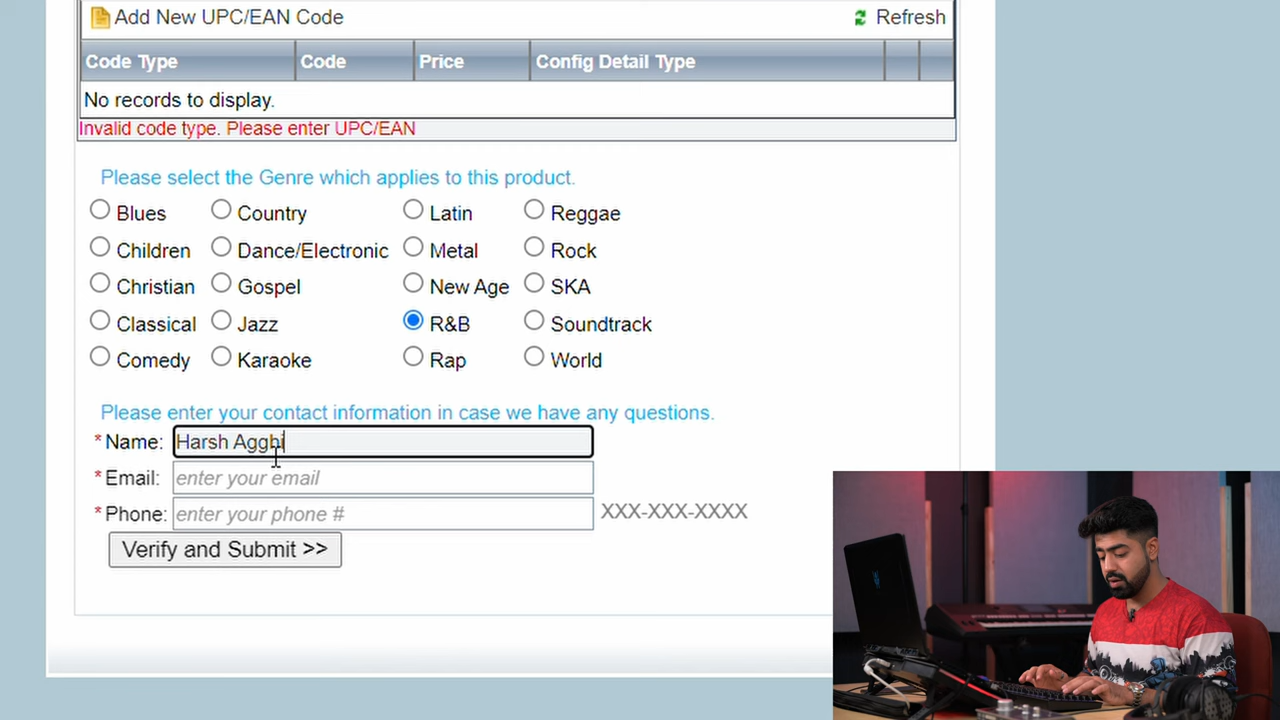 Add New UPC/EAN Code Refresh
Code Type Code Price Config Detail Type
No records to display.
Invalid code type. Please enter UPC/EAN
Please select the Genre which applies to this product.
Blues Country Latin Reggae
Children Dance/Electronic Metal Rock
Christian Gospel New Age SKA
Classical Jazz R&B Soundtrack
Comedy Karaoke Rap World
Please enter your contact information in case we have any questions.
*Name: Harsh Agghi
*Email: enter your email
*Phone: enter your phone # XXX-XXX-XXXX
Verify and Submit >>